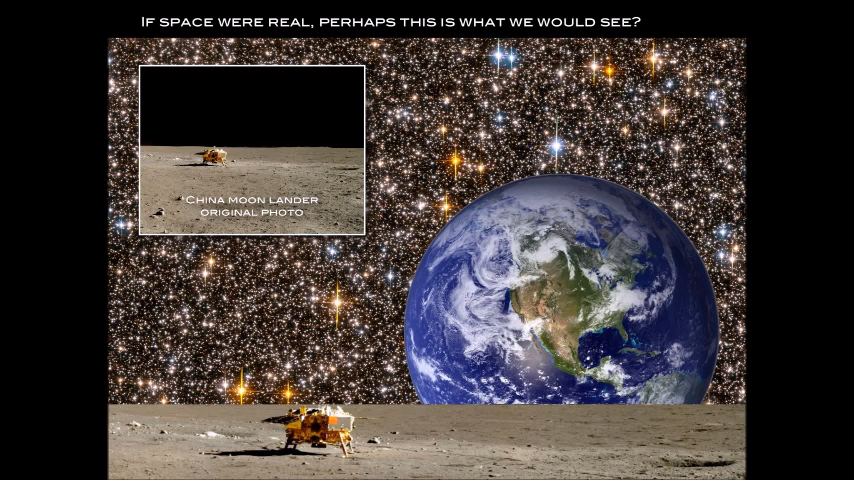 If space were real, perhaps this is what we would see?
*China moon lander
original photo